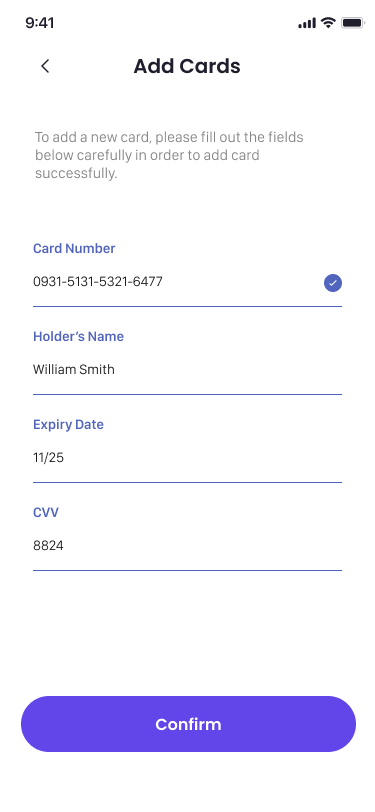 9:41
Add Cards
To add a new card, please fill out the fields
below carefully in order to add card
successfully.
Card Number
0931-5131-5321-6477
Holder’s Name
William Smith
Expiry Date
11/25
CVV
8824
Confirm